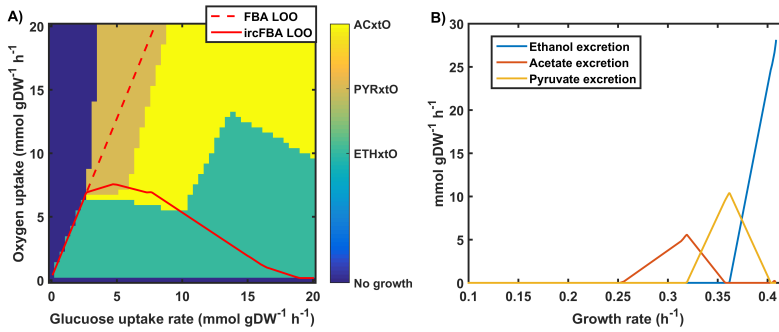 A)
FBA LOO
ircFBA LOO
Oxygen uptake (mmol gDW-1 h-1)
20
15
10
5
0
0
5
10
15
20
Glucuose uptake rate (mmol gDW-1 h-1)
ACxtO
PYRxtO
ETHxtO
No growth
B)
Ethanol excretion
Acetate excretion
Pyruvate excretion
mmol gDW-1 h-1
30
25
20
15
10
5
0
0.1
0.15
0.2
0.25
0.3
0.35
0.4
Growth rate (h-1)